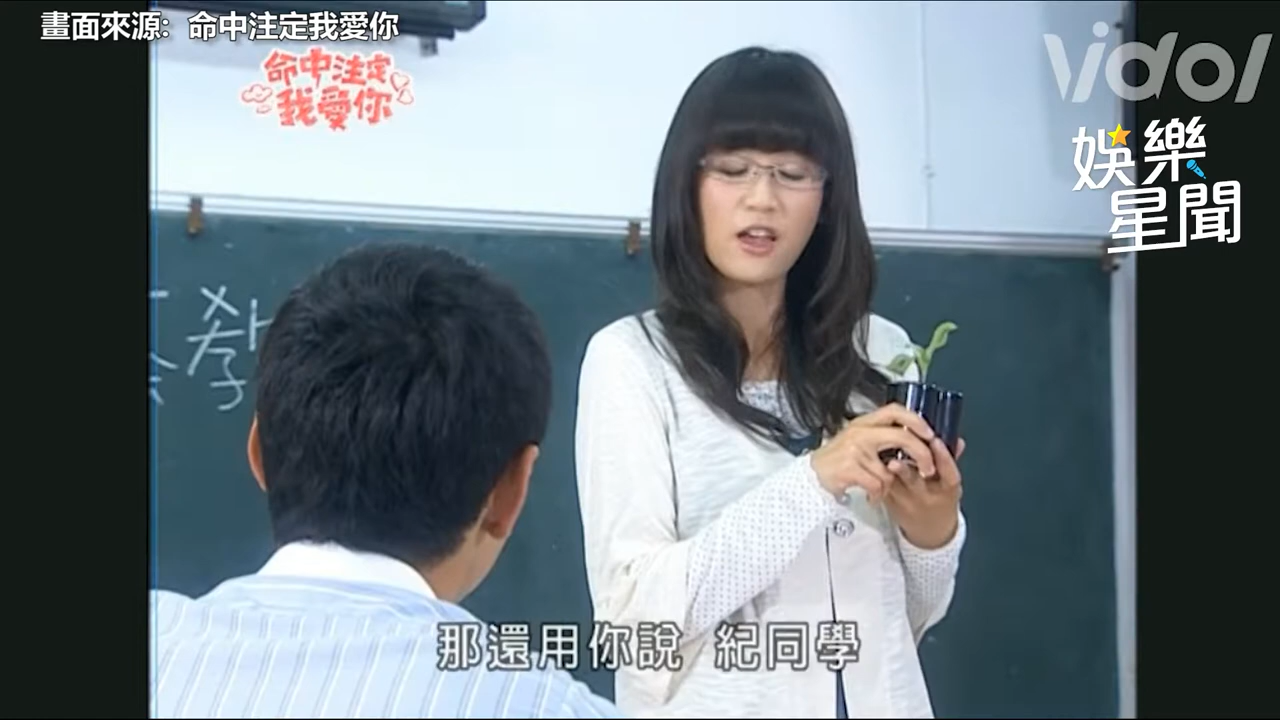 畫面來源: 命中注定我愛你
命中注定
我愛你
vidol
娛樂
星聞
教
那還用你說 紀同學